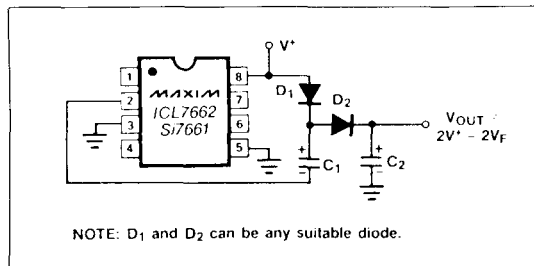 V+
1
8
D1
D2
MAXIM
2
7
VOUT =
2V+ − 2VF
ICL7662
3
Si7661
6
4
5
+
C1
−
+
C2
−
NOTE: D1 and D2 can be any suitable diode.